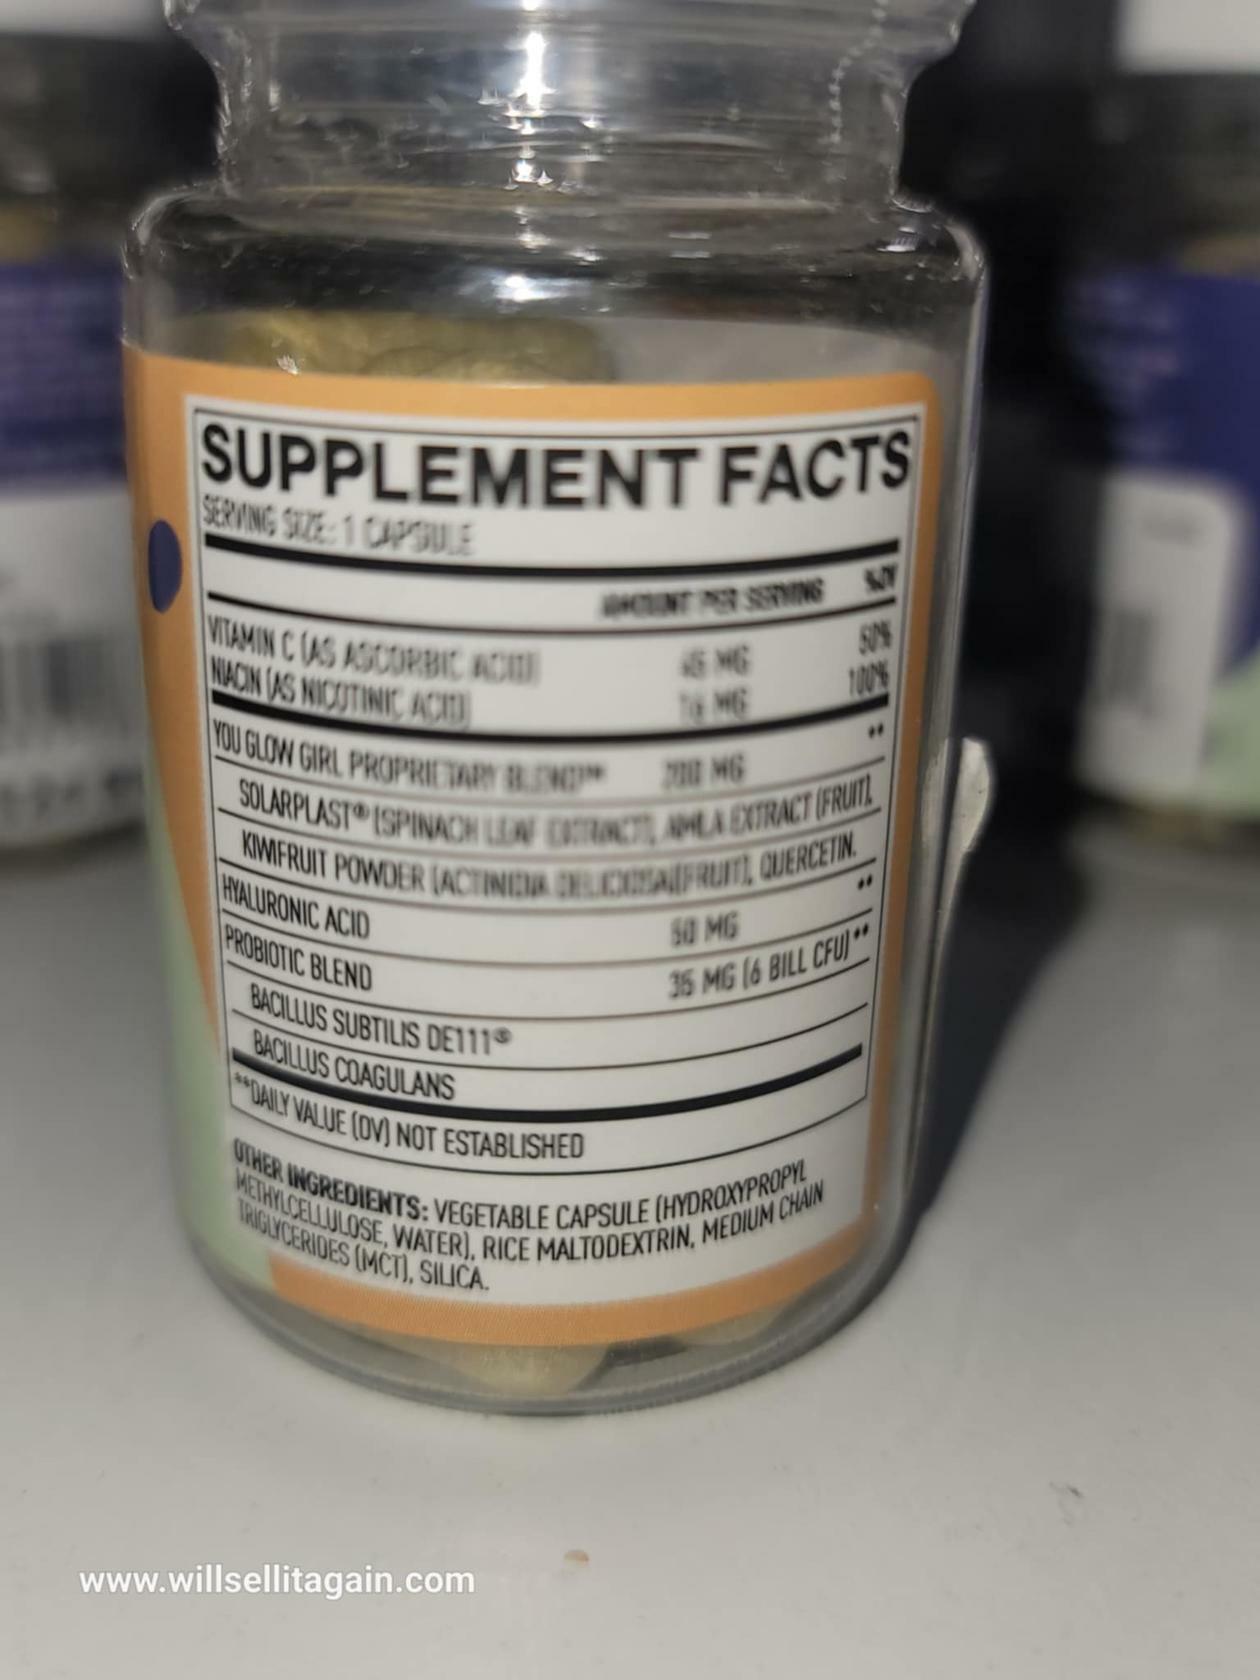 SUPPLEMENT FACTS
SERVING SIZE: 1 CAPSULE
AMOUNT PER SERVING %DV
VITAMIN C (AS ASCORBIC ACID) 45 MG 50%
NIACIN (AS NICOTINIC ACID) 16 MG 100%
YOU GLOW GIRL PROPRIETARY BLEND™ 200 MG **
SOLARPLAST® (SPINACH LEAF EXTRACT), AMLA EXTRACT (FRUIT),
KIWIFRUIT POWDER (ACTINIDIA DELICIOSA)(FRUIT), QUERCETIN.
HYALURONIC ACID 50 MG **
PROBIOTIC BLEND 35 MG (6 BILL CFU) **
BACILLUS SUBTILIS DE111®
BACILLUS COAGULANS
**DAILY VALUE (DV) NOT ESTABLISHED
OTHER INGREDIENTS: VEGETABLE CAPSULE (HYDROXYPROPYL
METHYLCELLULOSE, WATER), RICE MALTODEXTRIN, MEDIUM CHAIN
TRIGLYCERIDES (MCT), SILICA.
www.willsellitagain.com